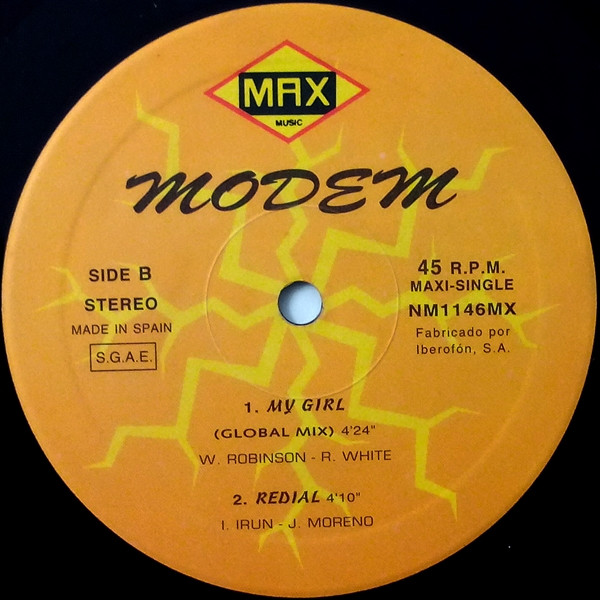 MAX
MUSIC
MODEM
SIDE B
STEREO
MADE IN SPAIN
S.G.A.E.
45 R.P.M.
MAXI-SINGLE
NM1146MX
Fabricado por
Iberofón, S.A.
1. MY GIRL
(GLOBAL MIX) 4'24"
W. ROBINSON - R. WHITE
2. REDIAL 4'10"
I. IRUN - J. MORENO